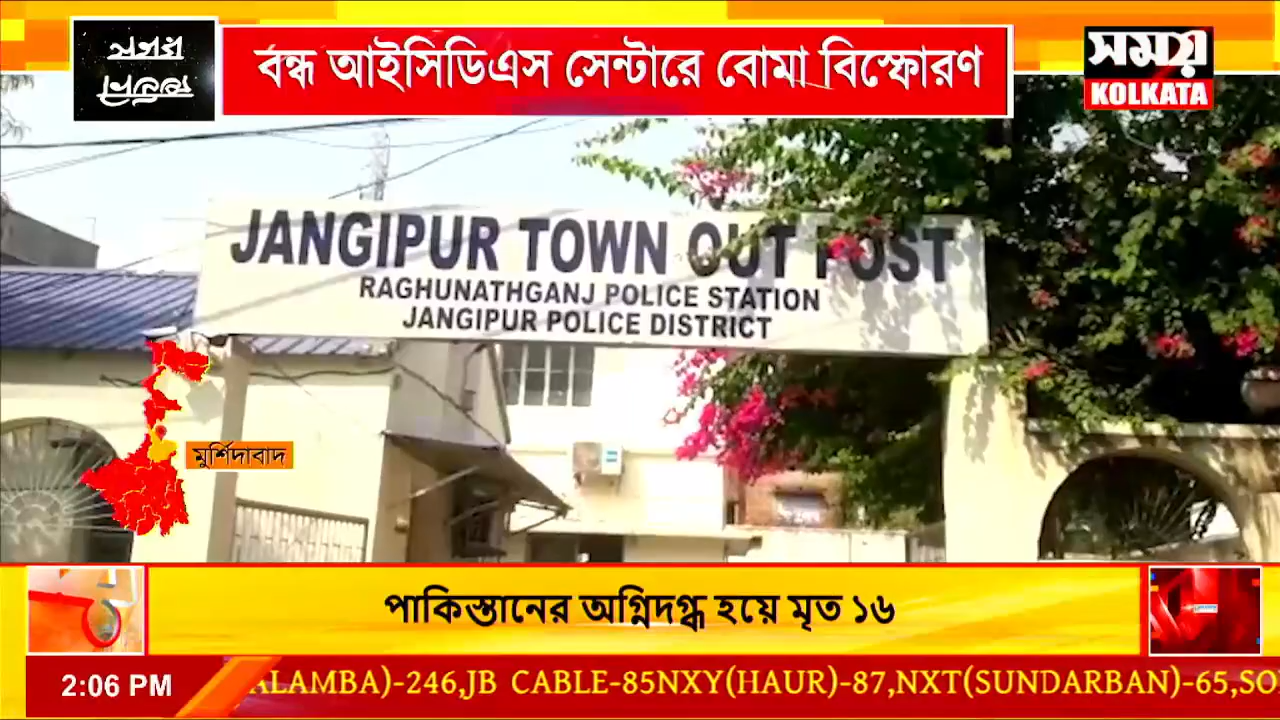 বন্ধ আইসিডিএস সেন্টারে বোমা বিস্ফোরণ
সময়
KOLKATA
JANGIPUR TOWN OUT POST
RAGHUNATHGANJ POLICE STATION
JANGIPUR POLICE DISTRICT
মুর্শিদাবাদ
পাকিস্তানের অগ্নিদগ্ধ হয়ে মৃত ১৬
2:06 PM
ALAMBA)-246,JB CABLE-85NXY(HAUR)-87,NXT(SUNDARBAN)-65,SO